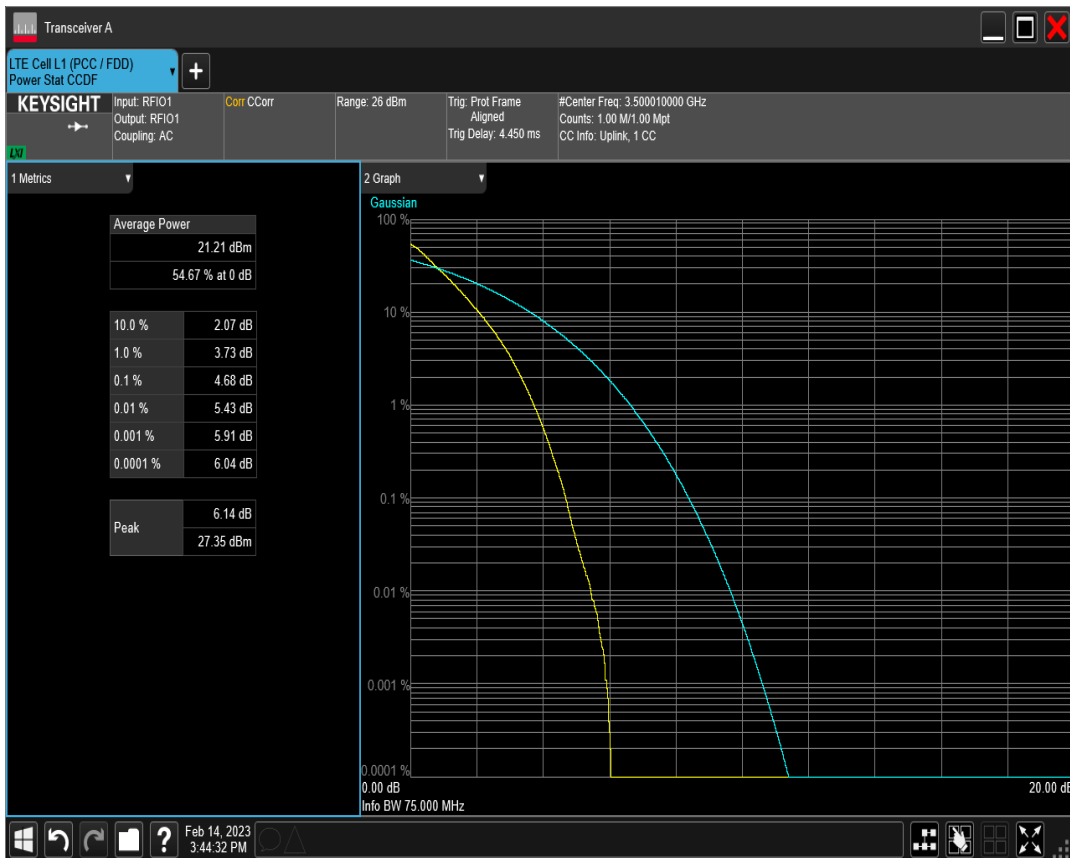 Transceiver A
LTE Cell L1 (PCC / FDD)
Power Stat CCDF
+
KEYSIGHT
LXI
Input: RFIO1
Output: RFIO1
Coupling: AC
Corr CCorr
Range: 26 dBm
Trig: Prot Frame
Aligned
Trig Delay: 4.450 ms
#Center Freq: 3.500010000 GHz
Counts: 1.00 M/1.00 Mpt
CC Info: Uplink, 1 CC
1 Metrics
Average Power
21.21 dBm
54.67 % at 0 dB
10.0 % 2.07 dB
1.0 % 3.73 dB
0.1 % 4.68 dB
0.01 % 5.43 dB
0.001 % 5.91 dB
0.0001 % 6.04 dB
Peak 6.14 dB
27.35 dBm
2 Graph
Gaussian
100 %
10 %
1 %
0.1 %
0.01 %
0.001 %
0.0001 %
0.00 dB 20.00 dB
Info BW 75.000 MHz
?
Feb 14, 2023
3:44:32 PM